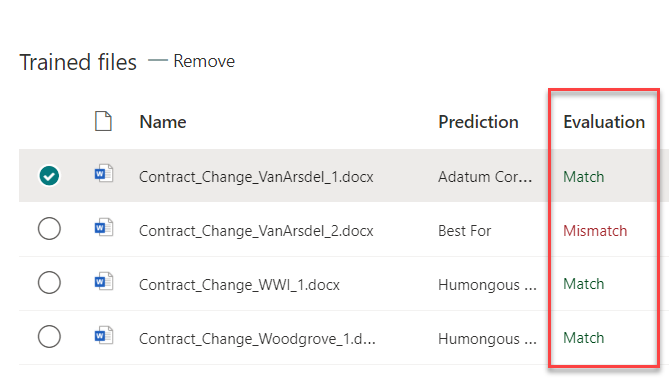 Trained files — Remove
Name Prediction Evaluation
Contract_Change_VanArsdel_1.docx Adatum Cor... Match
Contract_Change_VanArsdel_2.docx Best For Mismatch
Contract_Change_WWI_1.docx Humongous ... Match
Contract_Change_Woodgrove_1.d... Humongous ... Match